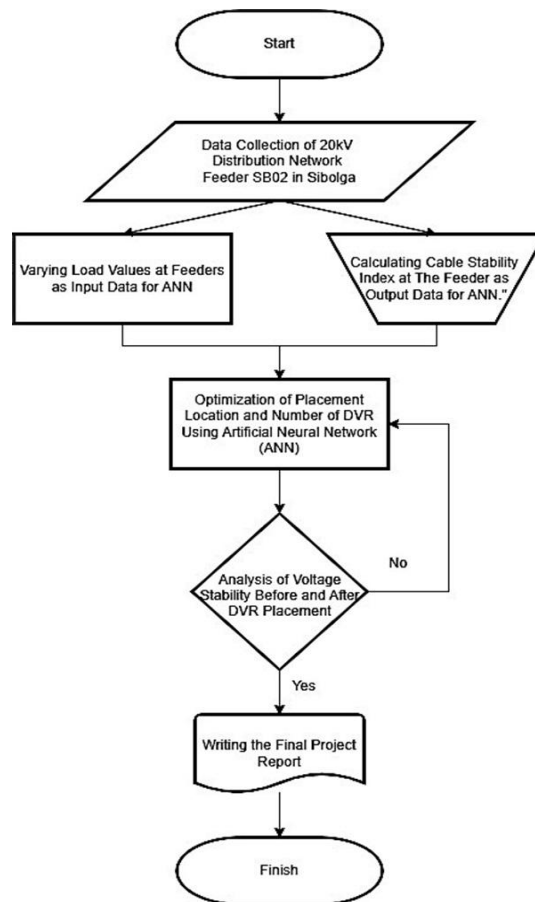 Start
Data Collection of 20kV
Distribution Network
Feeder SB02 in Sibolga
Varying Load Values at Feeders
as Input Data for ANN
Calculating Cable Stability
Index at The Feeder as
Output Data for ANN."
Optimization of Placement
Location and Number of DVR
Using Artificial Neural Network
(ANN)
Analysis of Voltage
Stability Before and After
DVR Placement
No
Yes
Writing the Final Project
Report
Finish